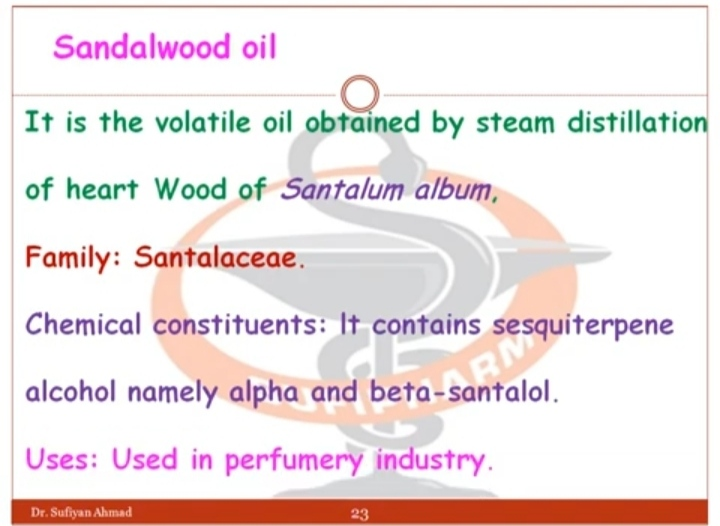 Sandalwood oil
It is the volatile oil obtained by steam distillation
of heart Wood of Santalum album,
Family: Santalaceae.
Chemical constituents: It contains sesquiterpene
alcohol namely alpha and beta-santalol.
Uses: Used in perfumery industry.
SUFIPHARM
Dr. Sufiyan Ahmad
23